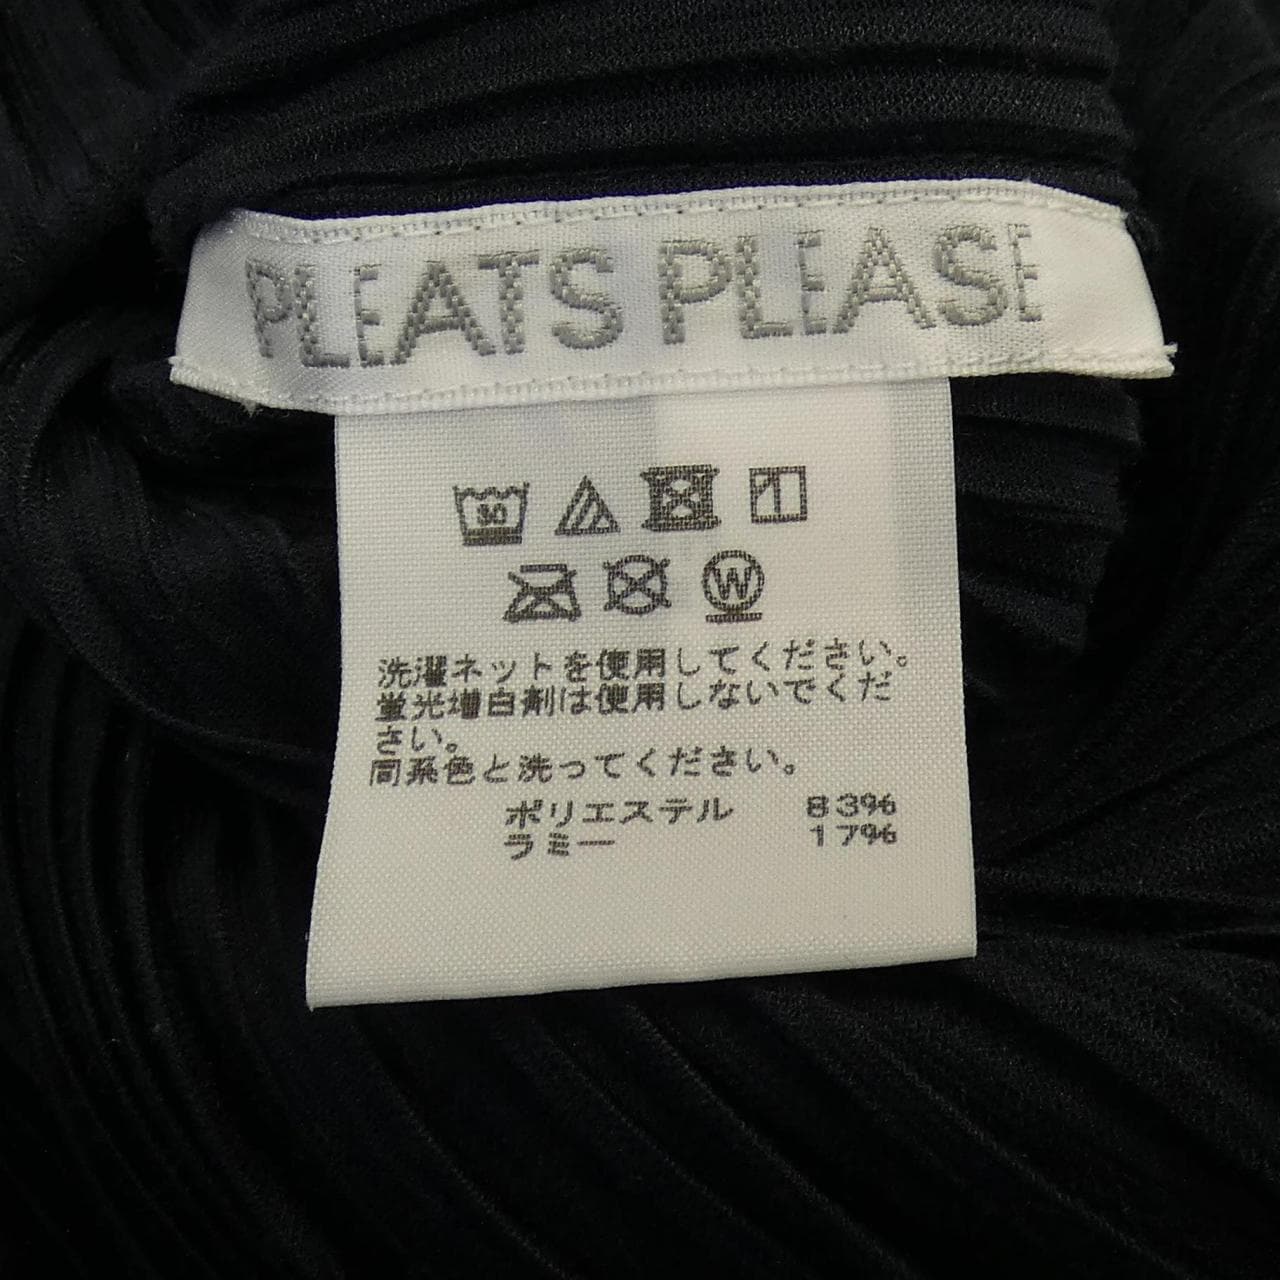 PLEATS PLEASE
30
W
洗濯ネットを使用してください。
蛍光増白剤は使用しないでくだ
さい。
同系色と洗ってください。
ポリエステル 83%
ラミー 17%